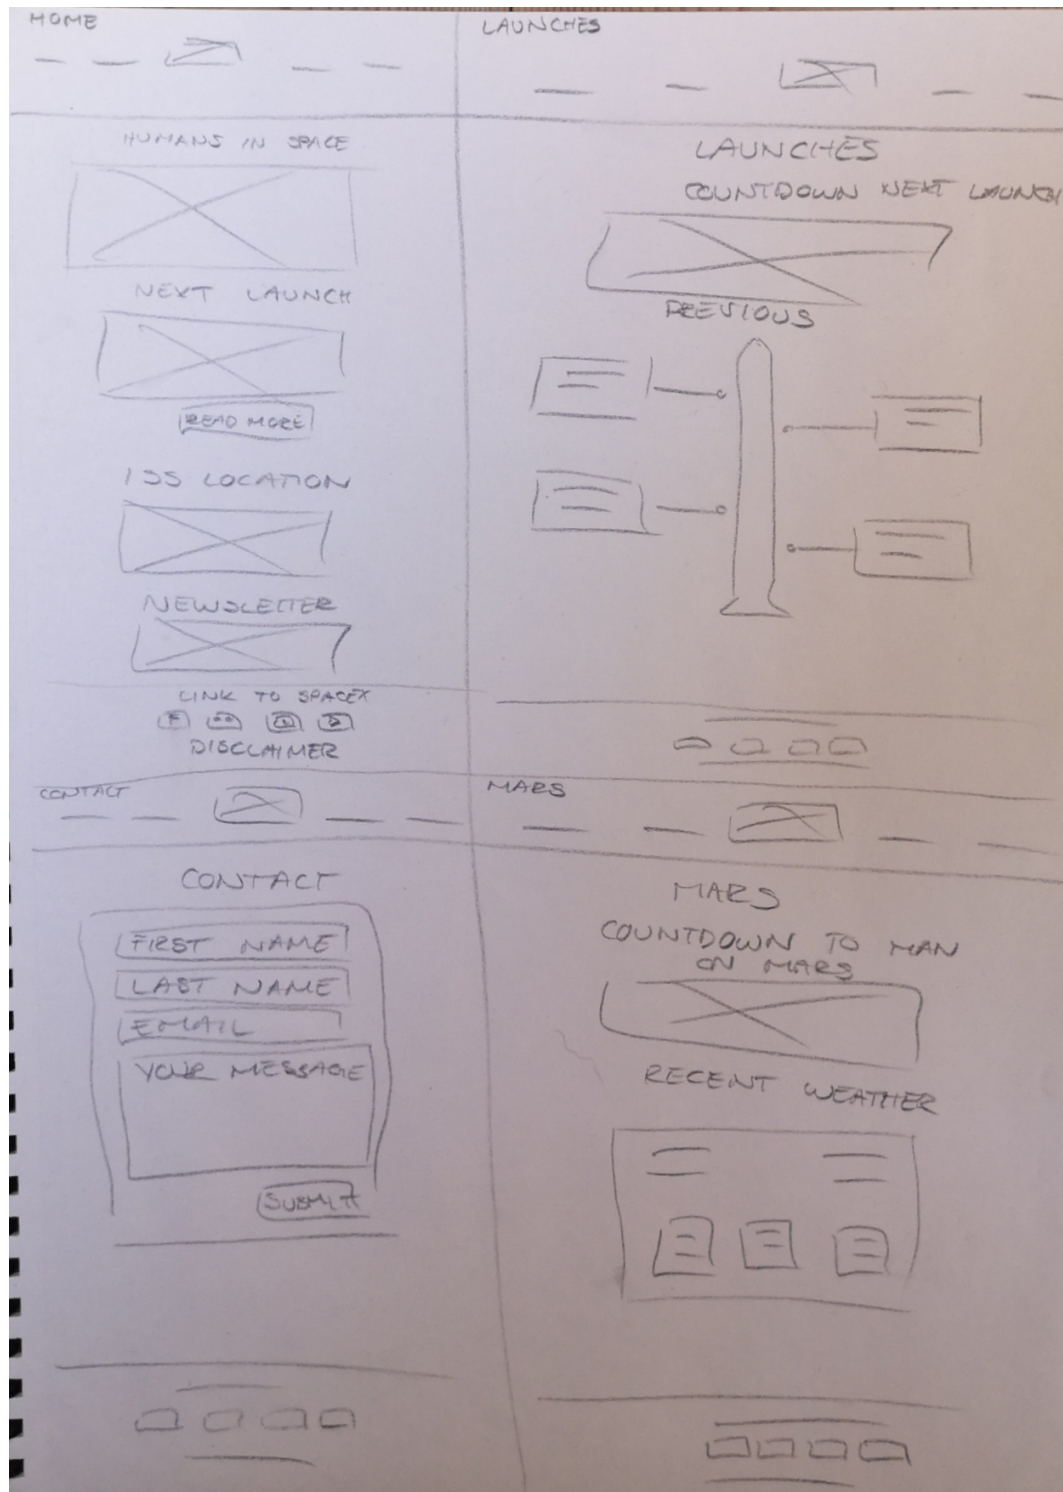 HOME
HUMANS IN SPACE
NEXT LAUNCH
READ MORE
ISS LOCATION
NEWSLETTER
LINK TO SPACEX
DISCLAIMER
LAUNCHES
LAUNCHES
COUNTDOWN NEXT LAUNCH
PREVIOUS
CONTACT
CONTACT
FIRST NAME
LAST NAME
EMAIL
YOUR MESSAGE
SUBMIT
MARS
MARS
COUNTDOWN TO MAN
ON MARS
RECENT WEATHER